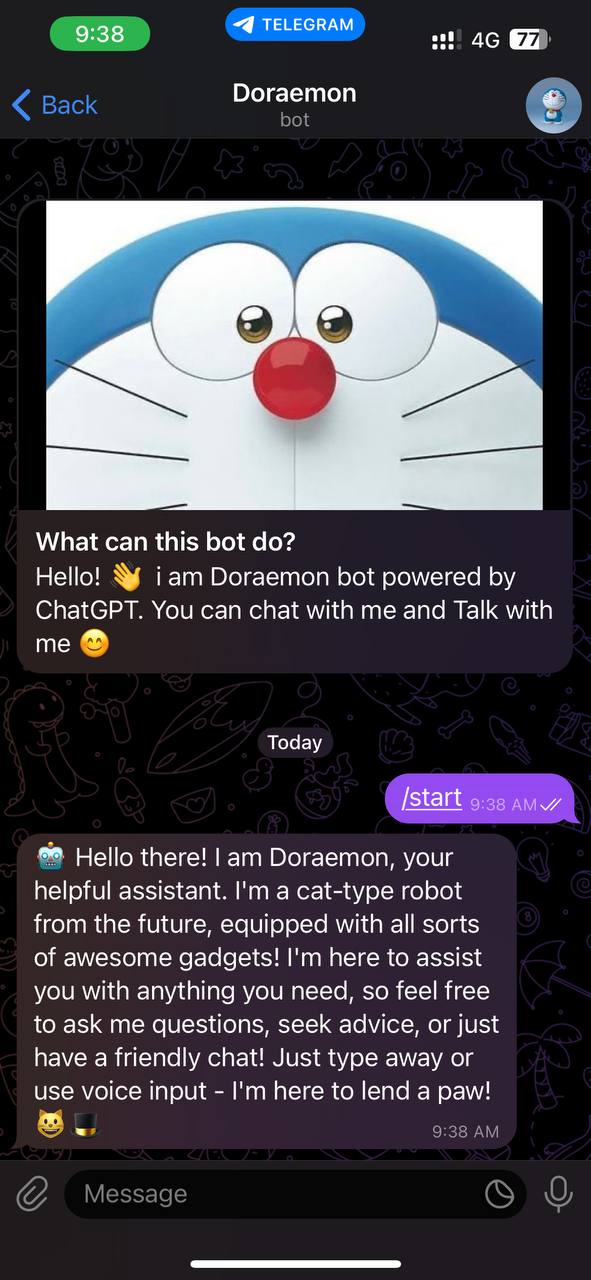 9:38
TELEGRAM
4G
77
Back
Doraemon
bot
What can this bot do?
Hello! 👋 i am Doraemon bot powered by
ChatGPT. You can chat with me and Talk with
me 😊
Today
/start 9:38 AM
🤖 Hello there! I am Doraemon, your
helpful assistant. I'm a cat-type robot
from the future, equipped with all sorts
of awesome gadgets! I'm here to assist
you with anything you need, so feel free
to ask me questions, seek advice, or just
have a friendly chat! Just type away or
use voice input - I'm here to lend a paw!
😺🎩
9:38 AM
Message